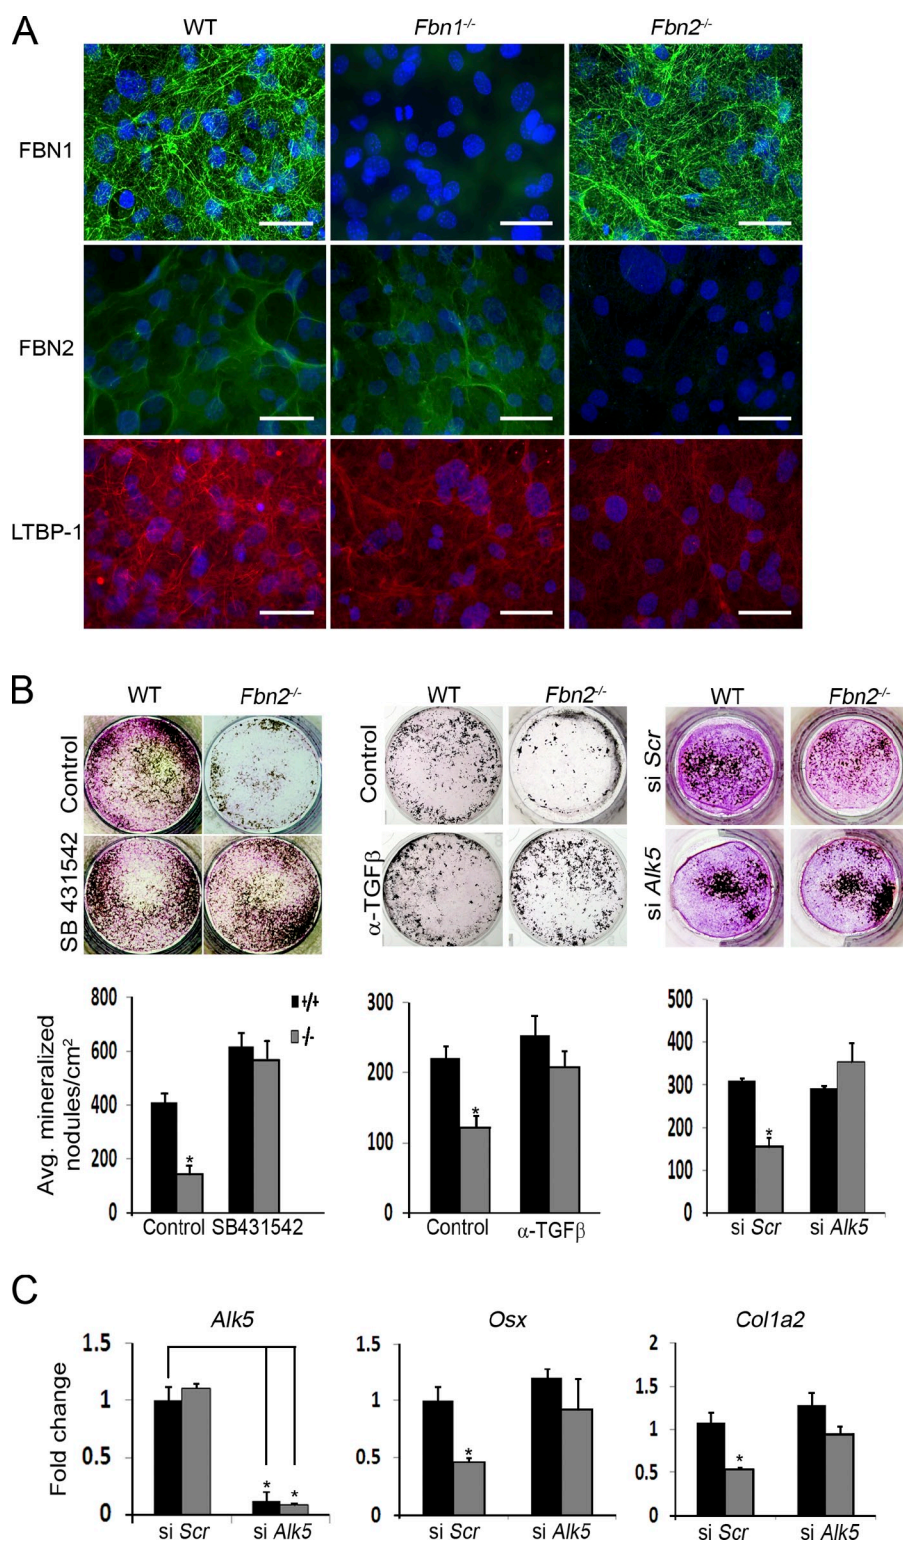 A
WT
Fbn1-/-
Fbn2-/-
FBN1
FBN2
LTBP-1
B
WT
Fbn2-/-
WT
Fbn2-/-
WT
Fbn2-/-
Control
SB 431542
Control
α-TGFβ
si Scr
si Alk5
Avg. mineralized
nodules/cm2
800
600
400
200
0
+/+
-/-
*
Control
SB431542
300
200
100
0
*
Control
α-TGFβ
500
400
300
200
100
0
*
si Scr
si Alk5
C
Fold change
Alk5
1.5
1
0.5
0
*
*
si Scr
si Alk5
Osx
1.5
1
0.5
0
*
si Scr
si Alk5
Col1a2
2
1.5
1
0.5
0
*
si Scr
si Alk5